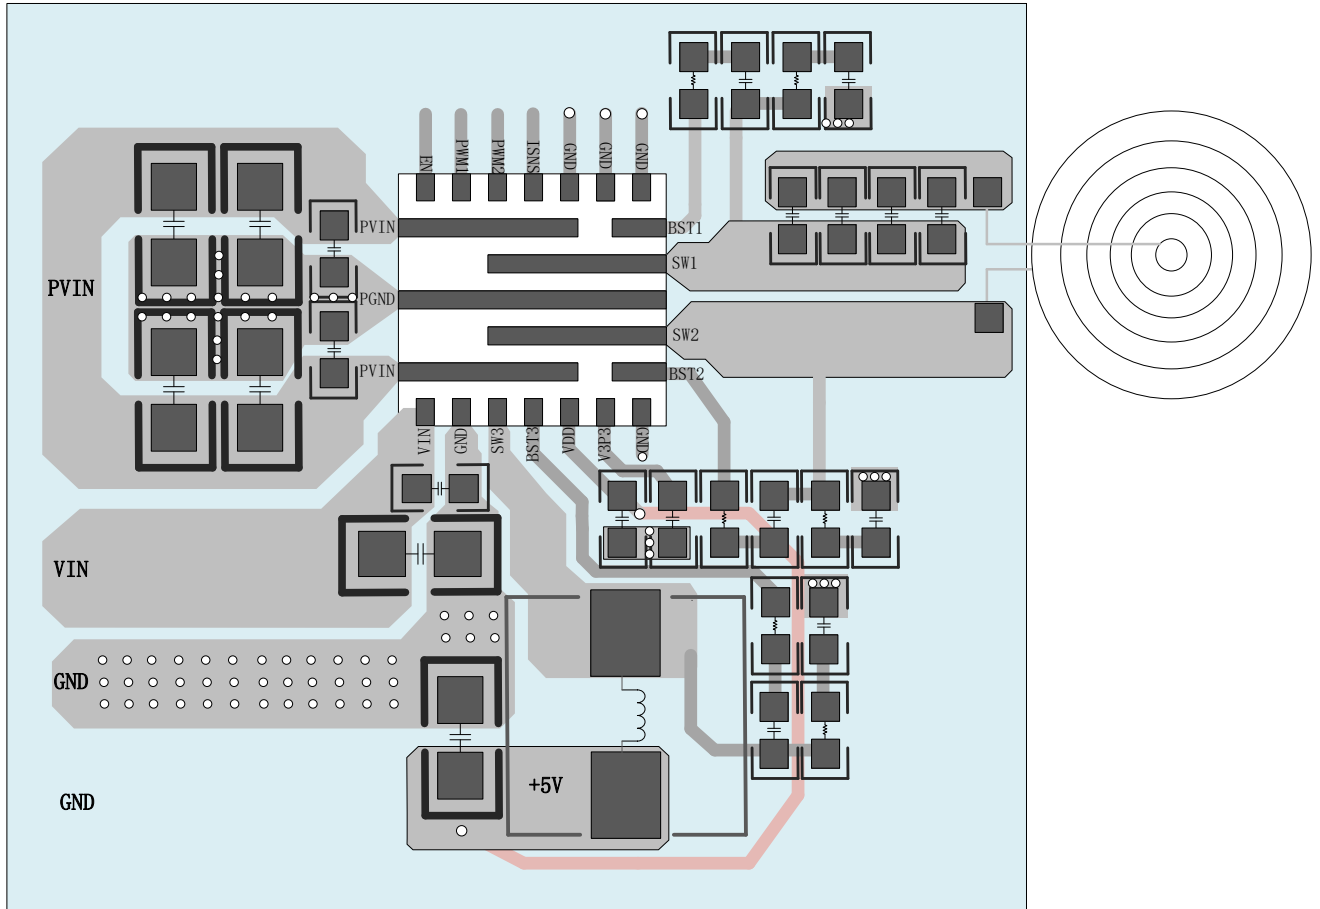 EN
PWM1
PWM2
ISNS
GND
GND
GND
PVIN
BST1
SW1
PVIN
PGND
SW2
PVIN
BST2
VIN
GND
SW3
BST3
VDD
V3P3
GND
VIN
GND
+5V
GND